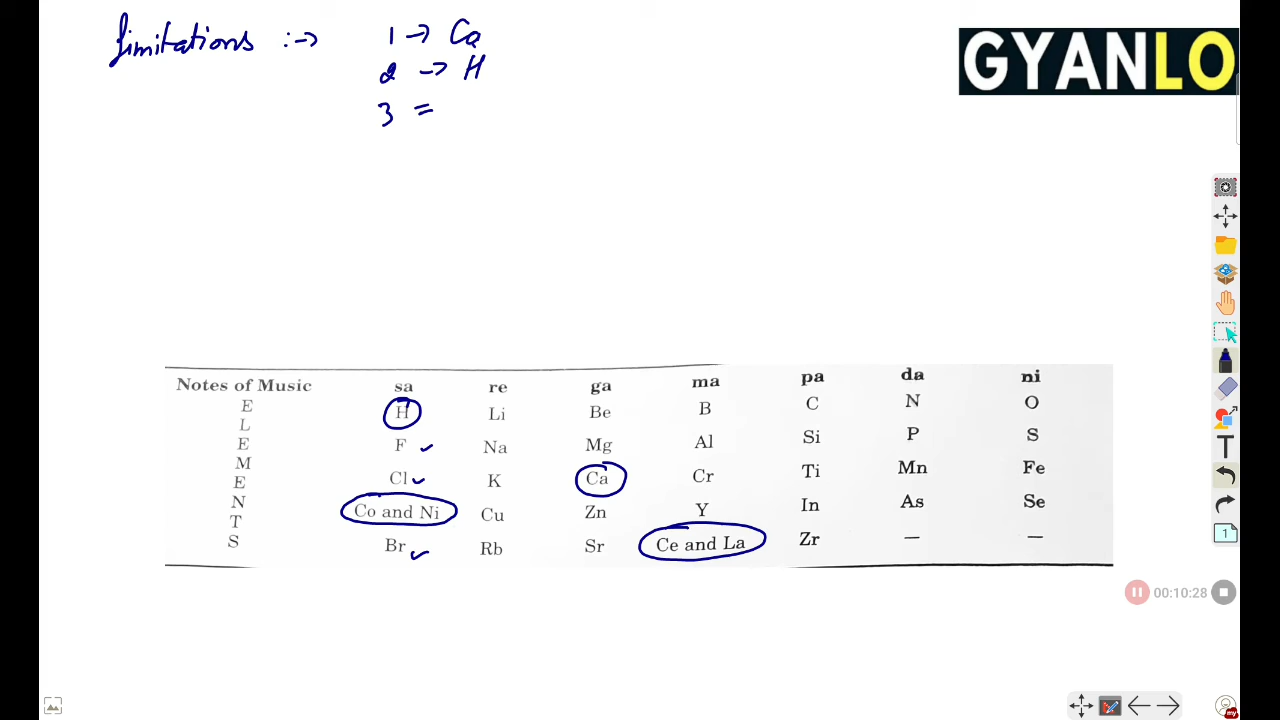 Limitations :→ 1 → Ca
2 → H
3 =
GYANLO
Notes of Music sa re ga ma pa da ni
E H Li Be B C N O
L
E F ✓ Na Mg Al Si P S
M
E Cl ✓ K Ca Cr Ti Mn Fe
N Co and Ni Cu Zn Y In As Se
T
S Br ✓ Rb Sr Ce and La Zr — —
T
1
00:10:28